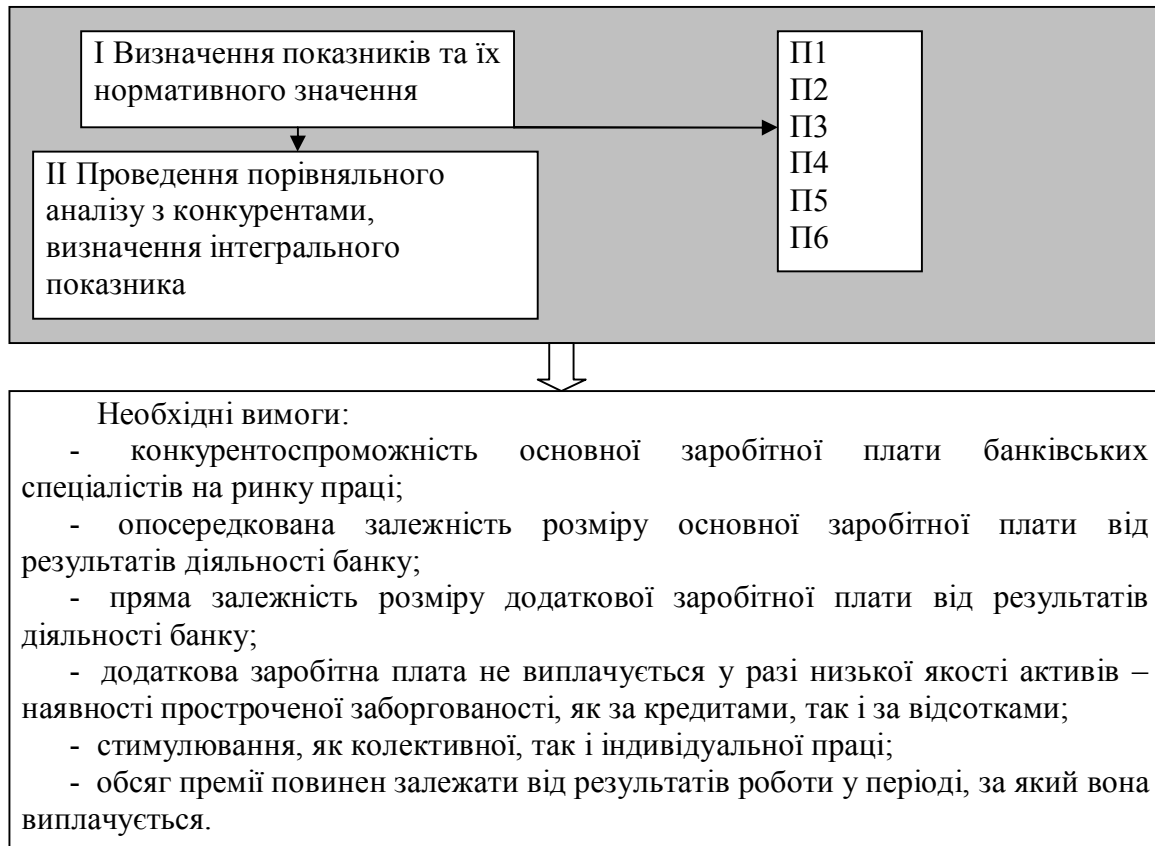 І Визначення показників та їх
нормативного значення
П1
П2
П3
П4
П5
П6
ІІ Проведення порівняльного
аналізу з конкурентами,
визначення інтегрального
показника
Необхідні вимоги:
- конкурентоспроможність основної заробітної плати банківських
спеціалістів на ринку праці;
- опосередкована залежність розміру основної заробітної плати від
результатів діяльності банку;
- пряма залежність розміру додаткової заробітної плати від результатів
діяльності банку;
- додаткова заробітна плата не виплачується у разі низької якості активів –
наявності простроченої заборгованості, як за кредитами, так і за відсотками;
- стимулювання, як колективної, так і індивідуальної праці;
- обсяг премії повинен залежати від результатів роботи у періоді, за який вона
виплачується.